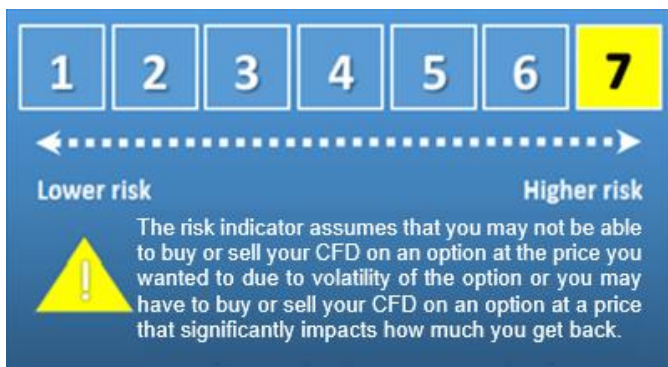 1 2 3 4 5 6 7
Lower risk Higher risk
The risk indicator assumes that you may not be able
to buy or sell your CFD on an option at the price you
wanted to due to volatility of the option or you may
have to buy or sell your CFD on an option at a price
that significantly impacts how much you get back.